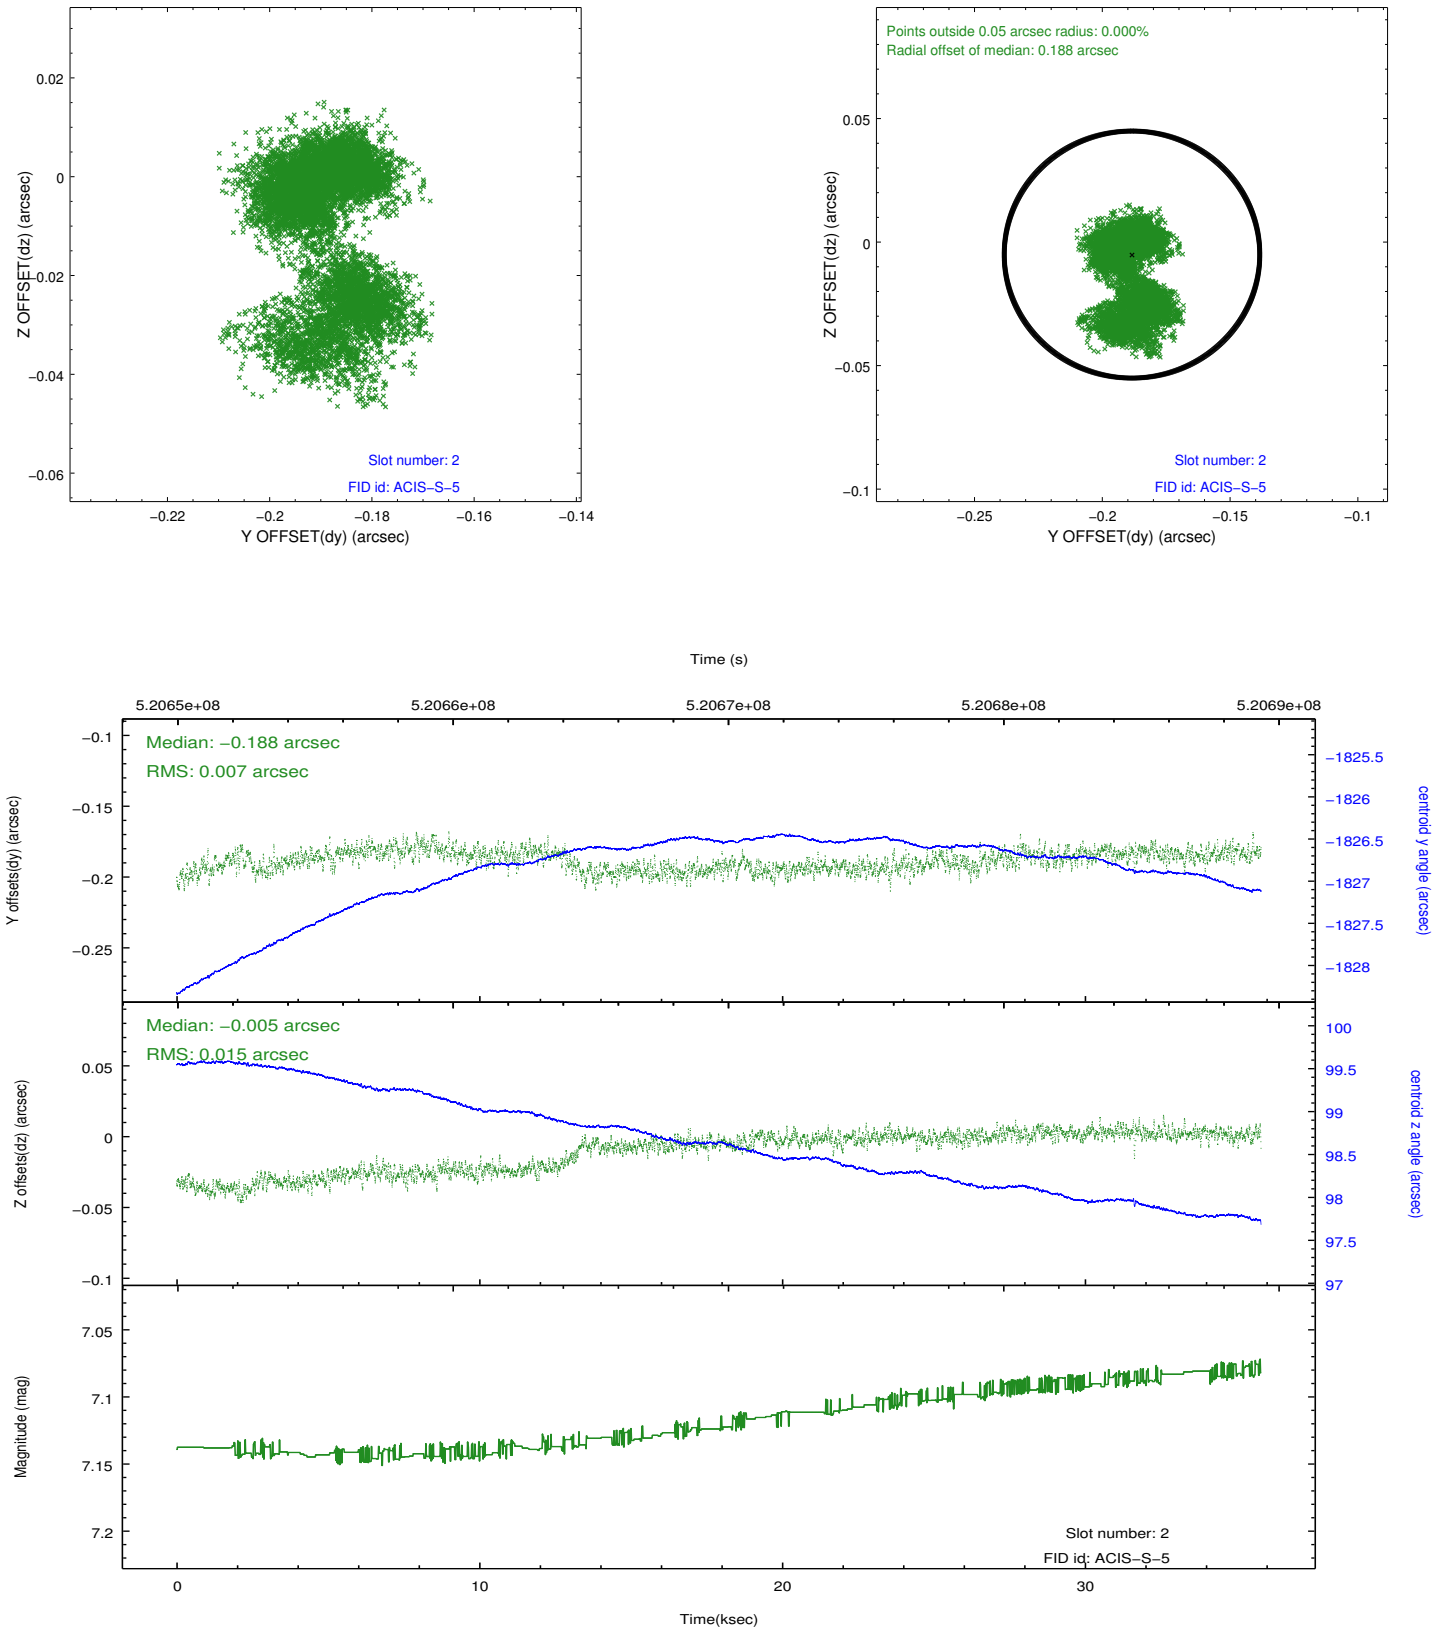 0.02
0
−0.02
−0.04
−0.06
Z OFFSET(dz) (arcsec)
Slot number: 2
FID id: ACIS−S−5
−0.22
−0.2
−0.18
−0.16
−0.14
Y OFFSET(dy) (arcsec)
Points outside 0.05 arcsec radius: 0.000%
Radial offset of median: 0.188 arcsec
0.05
0
−0.05
−0.1
Z OFFSET(dz) (arcsec)
Slot number: 2
FID id: ACIS−S−5
−0.25
−0.2
−0.15
−0.1
Y OFFSET(dy) (arcsec)
Time (s)
5.2065e+08
5.2066e+08
5.2067e+08
5.2068e+08
5.2069e+08
Median: −0.188 arcsec
RMS: 0.007 arcsec
−0.1
−0.15
−0.2
−0.25
Y offsets(dy) (arcsec)
−1825.5
−1826
−1826.5
−1827
−1827.5
−1828
centroid y angle (arcsec)
Median: −0.005 arcsec
RMS: 0.015 arcsec
0.05
0
−0.05
−0.1
Z offsets(dz) (arcsec)
100
99.5
99
98.5
98
97.5
97
centroid z angle (arcsec)
7.05
7.1
7.15
7.2
Magnitude (mag)
Slot number: 2
FID id: ACIS−S−5
0
10
20
30
Time(ksec)